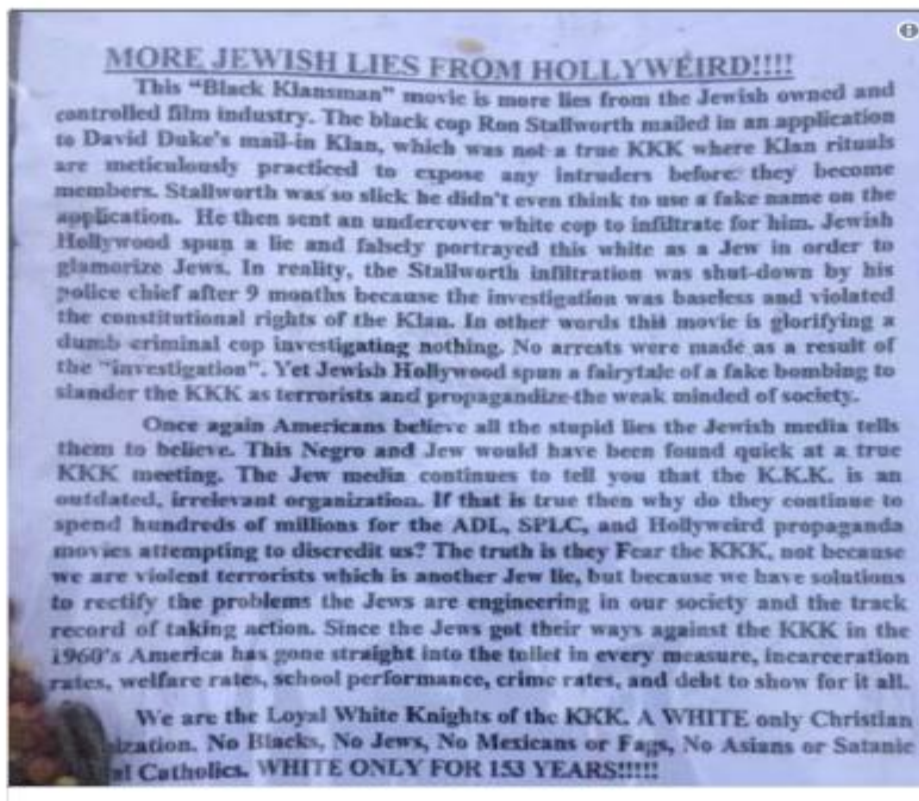 MORE JEWISH LIES FROM HOLLYWEIRD!!!!
This “Black Klansman” movie is more lies from the Jewish owned and
controlled film industry. The black cop Ron Stallworth mailed in an application
to David Duke’s mail-in Klan, which was not a true KKK where Klan rituals
are meticulously practiced to expose any intruders before they become
members. Stallworth was so slick he didn’t even think to use a fake name on the
application. He then sent an undercover white cop to infiltrate for him. Jewish
Hollywood spun a lie and falsely portrayed this white as a Jew in order to
glamorize Jews. In reality, the Stallworth infiltration was shut-down by his
police chief after 9 months because the investigation was baseless and violated
the constitutional rights of the Klan. In other words this movie is glorifying a
dumb criminal cop investigating nothing. No arrests were made as a result of
the “investigation”. Yet Jewish Hollywood spun a fairytale of a fake bombing to
slander the KKK as terrorists and propagandize the weak minded of society.
Once again Americans believe all the stupid lies the Jewish media tells
them to believe. This Negro and Jew would have been found quick at a true
KKK meeting. The Jew media continues to tell you that the K.K.K. is an
outdated, irrelevant organization. If that is true then why do they continue to
spend hundreds of millions for the ADL, SPLC, and Hollyweird propaganda
movies attempting to discredit us? The truth is they Fear the KKK, not because
we are violent terrorists which is another Jew lie, but because we have solutions
to rectify the problems the Jews are engineering in our society and the track
record of taking action. Since the Jews got their ways against the KKK in the
1960’s America has gone straight into the toilet in every measure, incarceration
rates, welfare rates, school performance, crime rates, and debt to show for it all.
We are the Loyal White Knights of the KKK. A WHITE only Christian
ization. No Blacks, No Jews, No Mexicans or Fags, No Asians or Satanic
Catholics. WHITE ONLY FOR 153 YEARS!!!!!